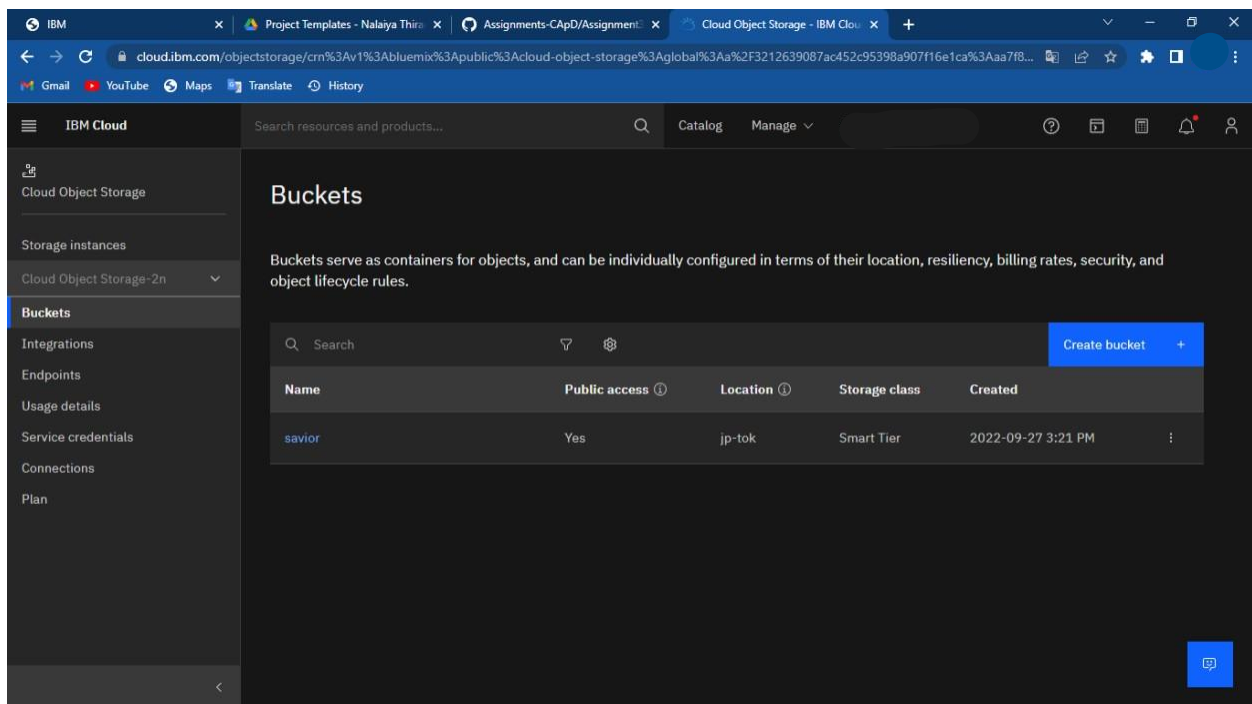 IBM
Project Templates - Nalaiya Thira
Assignments-CApD/Assignment3
Cloud Object Storage - IBM Clou
cloud.ibm.com/objectstorage/crn%3Av1%3Abluemix%3Apublic%3Acloud-object-storage%3Aglobal%3Aa%2F3212639087ac452c95398a907f16e1ca%3Aaa7f8...
Gmail YouTube Maps Translate History
IBM Cloud
Search resources and products...
Catalog Manage
Cloud Object Storage
Storage instances
Cloud Object Storage-2n
Buckets
Integrations
Endpoints
Usage details
Service credentials
Connections
Plan
Buckets
Buckets serve as containers for objects, and can be individually configured in terms of their location, resiliency, billing rates, security, and
object lifecycle rules.
Search
Create bucket +
Name Public access Location Storage class Created
savior Yes jp-tok Smart Tier 2022-09-27 3:21 PM